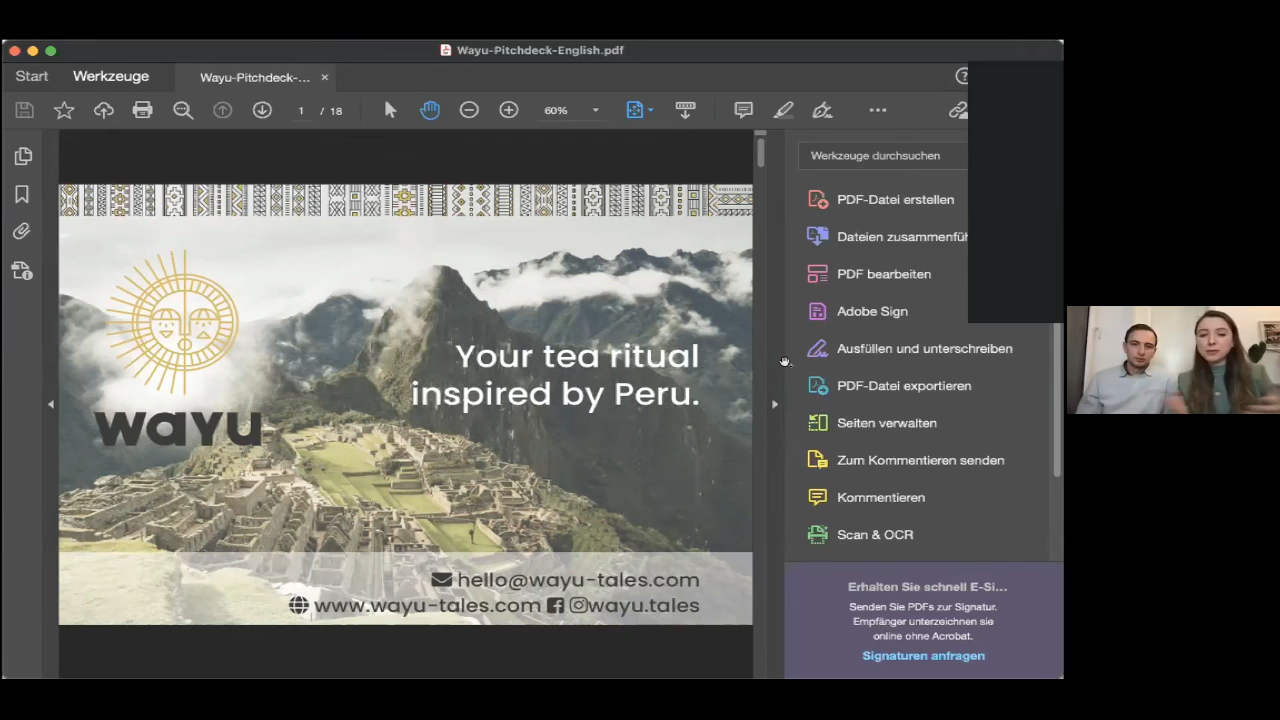 Wayu-Pitchdeck-English.pdf
Start
Werkzeuge
Wayu-Pitchdeck-...
1 / 18
60%
Werkzeuge durchsuchen
PDF-Datei erstellen
Dateien zusammenfüh
PDF bearbeiten
Adobe Sign
Ausfüllen und unterschreiben
PDF-Datei exportieren
Seiten verwalten
Zum Kommentieren senden
Kommentieren
Scan & OCR
Erhalten Sie schnell E-Si...
Senden Sie PDFs zur Signatur.
Empfänger unterzeichnen sie
online ohne Acrobat.
Signaturen anfragen
wayu
Your tea ritual
inspired by Peru.
hello@wayu-tales.com
www.wayu-tales.com wayu.tales